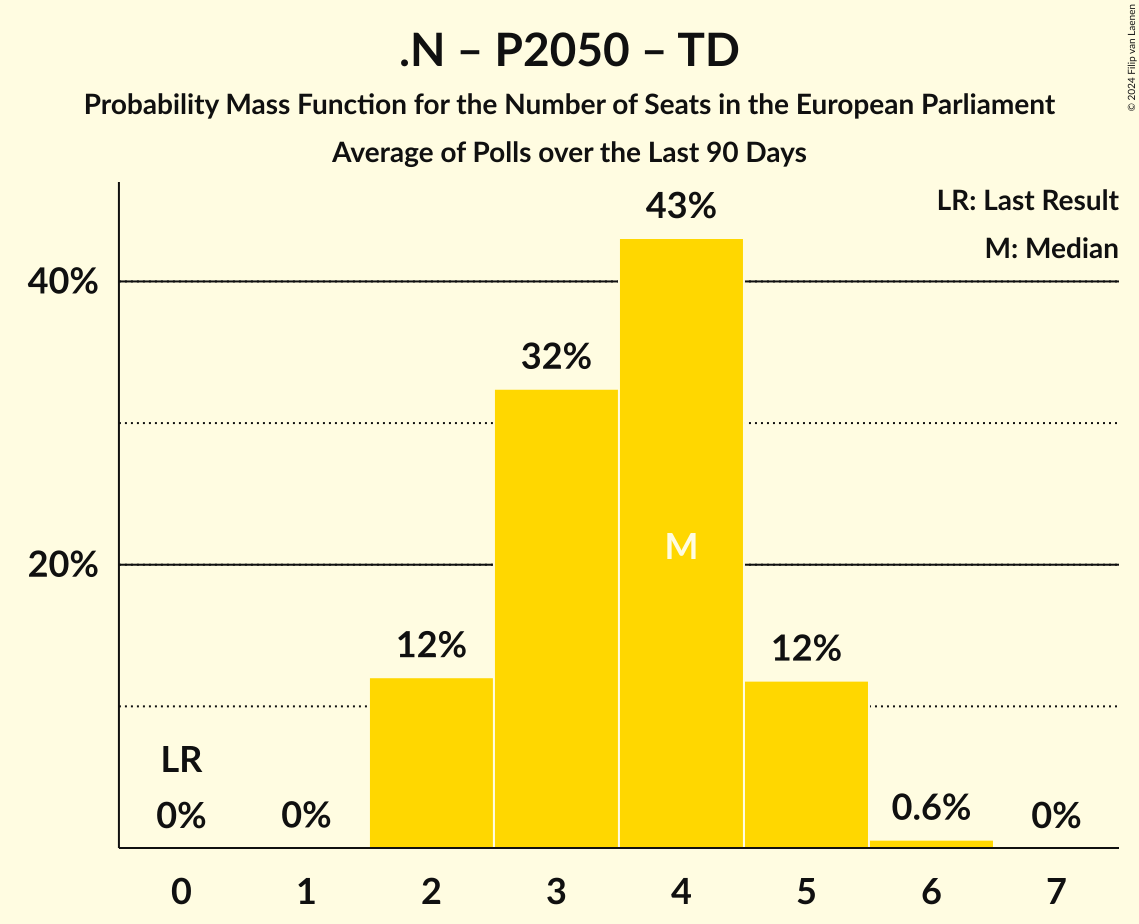 .N – P2050 – TD
Probability Mass Function for the Number of Seats in the European Parliament
Average of Polls over the Last 90 Days
© 2024 Filip van Laenen
LR: Last Result
M: Median
40%
20%
LR
0%
0%
12%
32%
43%
M
12%
0.6%
0%
0 1 2 3 4 5 6 7